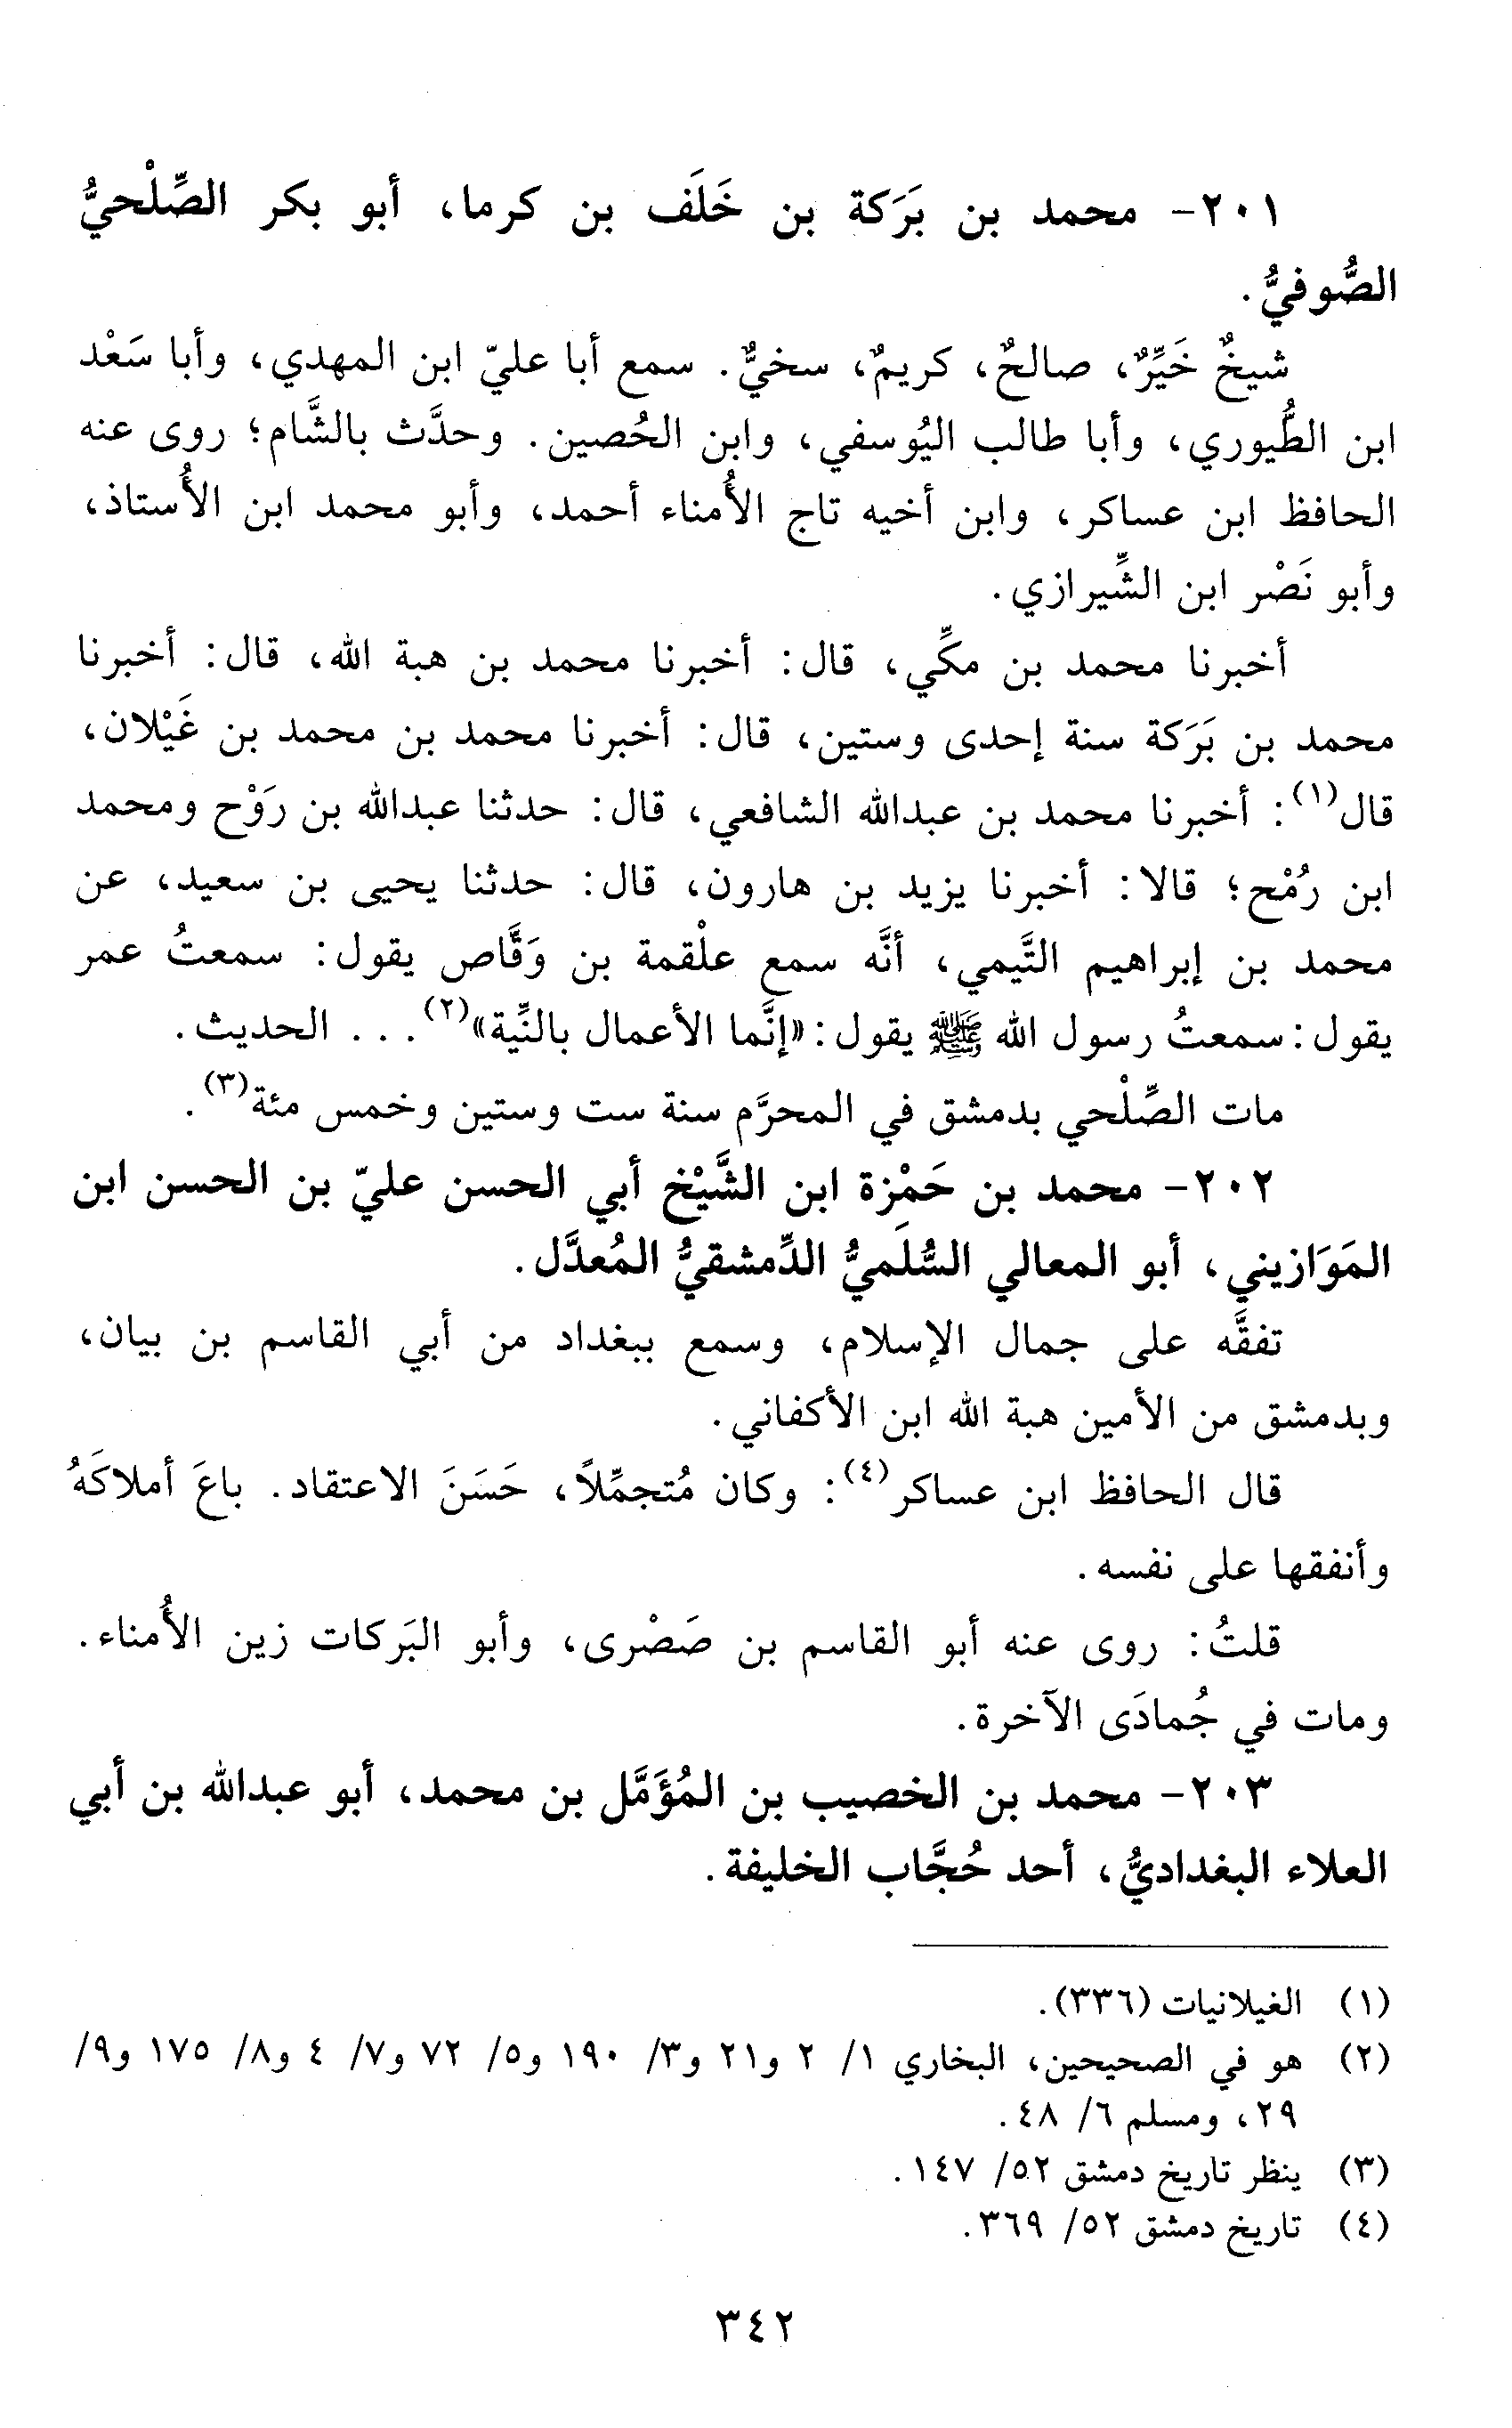 ٢٠١- محمد بن بَرَكة بن خَلَف بن كرما، أبو بكر الصِّلْحيُّ
الصُّوفيُّ.
شيخٌ خَيِّرٌ، صالحٌ، كريمٌ، سخيٌّ. سمع أبا عليّ ابن المهدي، وأبا سَعْد
ابن الطُّيوري، وأبا طالب اليُوسفي، وابن الحُصين. وحدَّث بالشَّام؛ روى عنه
الحافظ ابن عساكر، وابن أخيه تاج الأُمناء أحمد، وأبو محمد ابن الأُستاذ،
وأبو نَصْر ابن الشِّيرازي.
أخبرنا محمد بن مكِّي، قال: أخبرنا محمد بن هبة الله، قال: أخبرنا
محمد بن بَرَكة سنة إحدى وستين، قال: أخبرنا محمد بن محمد بن غَيْلان،
قال(١): أخبرنا محمد بن عبدالله الشافعي، قال: حدثنا عبدالله بن رَوْح ومحمد
ابن رُمْح؛ قالا: أخبرنا يزيد بن هارون، قال: حدثنا يحيى بن سعيد، عن
محمد بن إبراهيم التَّيمي، أنَّه سمع علْقمة بن وَقَّاص يقول: سمعتُ عمر
يقول: سمعتُ رسول الله ﷺ يقول: «إنَّما الأعمال بالنِّية»(٢). . . الحديث.
مات الصِّلْحي بدمشق في المحرَّم سنة ست وستين وخمس مئة(٣).
٢٠٢- محمد بن حَمْزة ابن الشَّيْخ أبي الحسن عليّ بن الحسن ابن
المَوَازيني، أبو المعالي السُّلَميُّ الدِّمشقيُّ المُعدَّل.
تفقَّه على جمال الإسلام، وسمع ببغداد من أبي القاسم بن بيان،
وبدمشق من الأمين هبة الله ابن الأكفاني.
قال الحافظ ابن عساكر(٤): وكان مُتجمِّلاً، حَسَنَ الاعتقاد. باعَ أملاكَهُ
وأنفقها على نفسه.
قلتُ: روى عنه أبو القاسم بن صَصْرى، وأبو البَركات زين الأُمناء.
ومات في جُمادَى الآخرة.
٢٠٣- محمد بن الخصيب بن المُؤَمَّل بن محمد، أبو عبدالله بن أبي
العلاء البغداديُّ، أحد حُجَّاب الخليفة.
(١) الغيلانيات (٣٣٦).
(٢) هو في الصحيحين، البخاري ١/ ٢ و٢١ و٣/ ١٩٠ و٥/ ٧٢ و٧/ ٤ و٨/ ١٧٥ و٩/
٢٩، ومسلم ٦/ ٤٨.
(٣) ينظر تاريخ دمشق ٥٢/ ١٤٧.
(٤) تاريخ دمشق ٥٢/ ٣٦٩.
٣٤٢